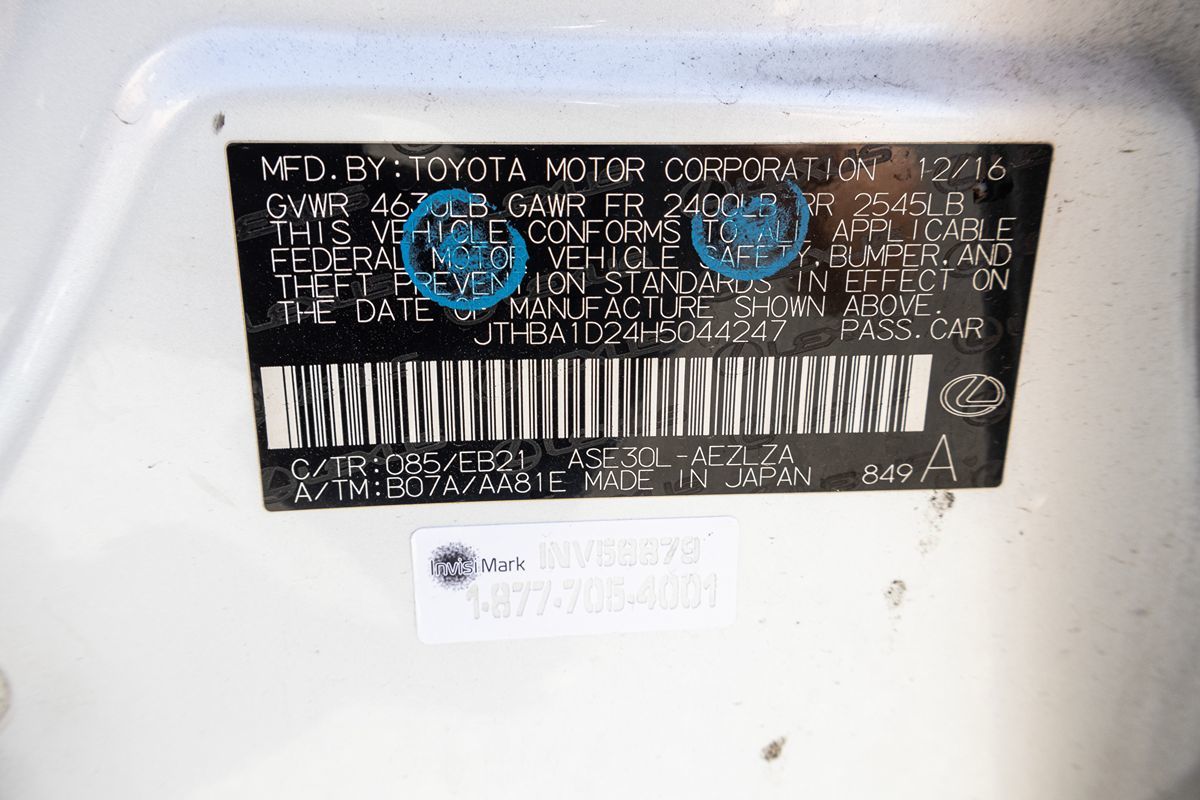 MFD.BY:TOYOTA MOTOR CORPORATION 12/16
GVWR 4630LB GAWR FR 2400LB RR 2545LB
THIS VEHICLE CONFORMS TO ALL APPLICABLE
FEDERAL MOTOR VEHICLE SAFETY,BUMPER,AND
THEFT PREVENTION STANDARDS IN EFFECT ON
THE DATE OF MANUFACTURE SHOWN ABOVE.
JTHBA1D24H5044247 PASS.CAR
C/TR:085/EB21 ASE30L-AEZLZA
A/TM:B07A/AA81E MADE IN JAPAN 849 A
InvisiMark INV58879
1-877-705-4001